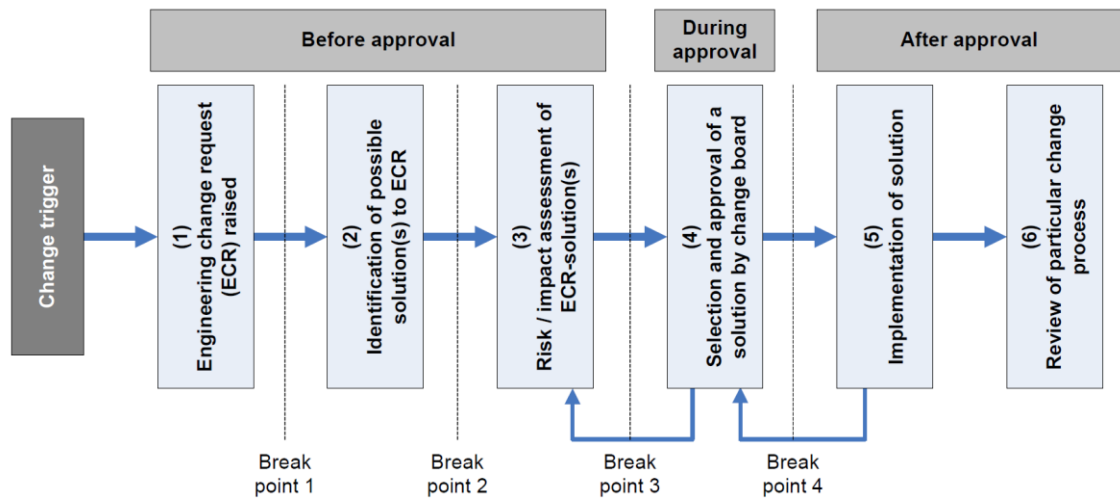 Before approval
During
approval
After approval
Change trigger
(1)
Engineering change request
(ECR) raised
(2)
Identification of possible
solution(s) to ECR
(3)
Risk / impact assessment of
ECR-solution(s)
(4)
Selection and approval of a
solution by change board
(5)
Implementation of solution
(6)
Review of particular change
process
Break
point 1
Break
point 2
Break
point 3
Break
point 4